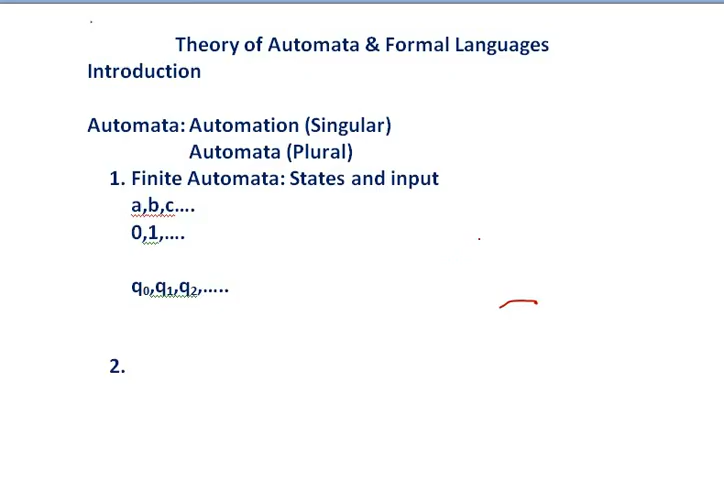 Theory of Automata & Formal Languages
Introduction
Automata: Automation (Singular)
Automata (Plural)
1. Finite Automata: States and input
a,b,c....
0,1,....
q₀,q₁,q₂,.....
2.